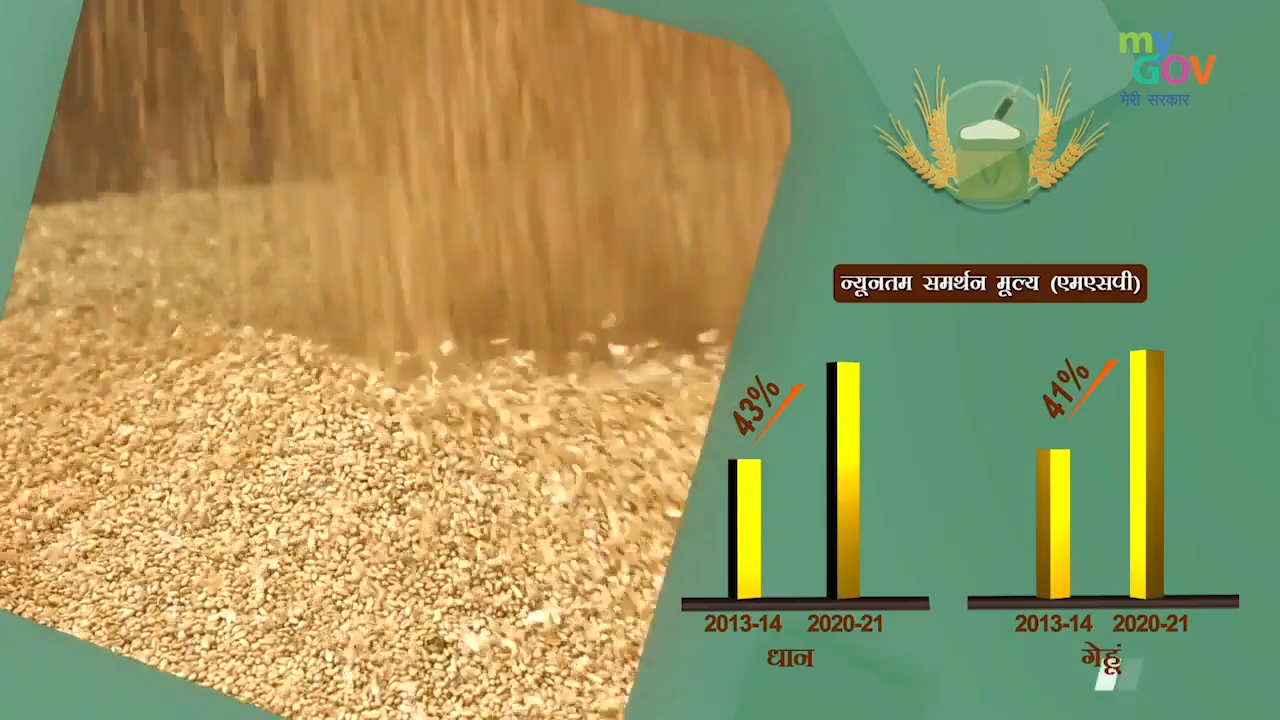 my
GOV
मेरी सरकार
न्यूनतम समर्थन मूल्य (एमएसपी)
43%
41%
2013-14 2020-21
2013-14 2020-21
धान
गेहूं